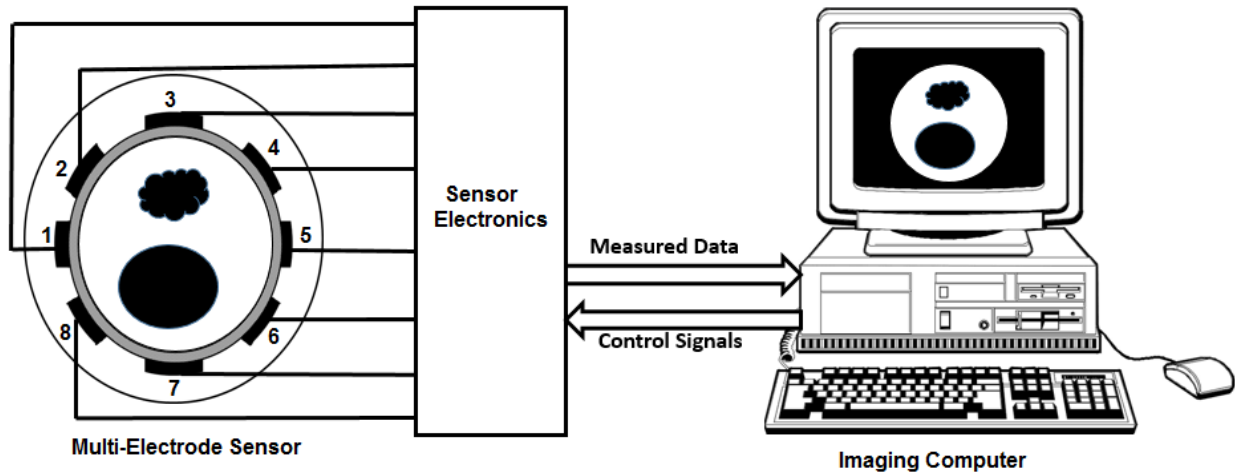 3
4
2
1
5
8
6
7
Sensor
Electronics
Measured Data
Control Signals
Multi-Electrode Sensor
Imaging Computer